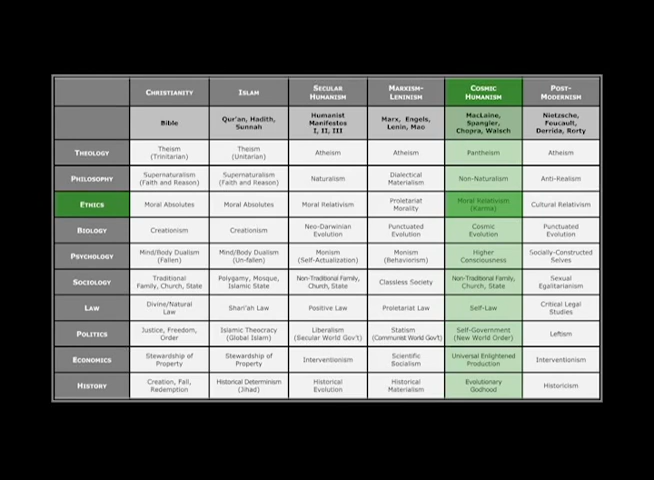 CHRISTIANITY ISLAM SECULAR HUMANISM MARXISM-LENINISM COSMIC HUMANISM POST-MODERNISM
Bible Qur'an, Hadith, Sunnah Humanist Manifestos I, II, III Marx, Engels, Lenin, Mao MacLaine, Spangler, Chopra, Walsch Nietzsche, Foucault, Derrida, Rorty
THEOLOGY Theism (Trinitarian) Theism (Unitarian) Atheism Atheism Pantheism Atheism
PHILOSOPHY Supernaturalism (Faith and Reason) Supernaturalism (Faith and Reason) Naturalism Dialectical Materialism Non-Naturalism Anti-Realism
ETHICS Moral Absolutes Moral Absolutes Moral Relativism Proletariat Morality Moral Relativism (Karma) Cultural Relativism
BIOLOGY Creationism Creationism Neo-Darwinian Evolution Punctuated Evolution Cosmic Evolution Punctuated Evolution
PSYCHOLOGY Mind/Body Dualism (Fallen) Mind/Body Dualism (Un-fallen) Monism (Self-Actualization) Monism (Behaviorism) Higher Consciousness Socially-Constructed Selves
SOCIOLOGY Traditional Family, Church, State Polygamy, Mosque, Islamic State Non-Traditional Family, Church, State Classless Society Non-Traditional Family, Church, State Sexual Egalitarianism
LAW Divine/Natural Law Shari'ah Law Positive Law Proletariat Law Self-Law Critical Legal Studies
POLITICS Justice, Freedom, Order Islamic Theocracy (Global Islam) Liberalism (Secular World Gov't) Statism (Communist World Gov't) Self-Government (New World Order) Leftism
ECONOMICS Stewardship of Property Stewardship of Property Interventionism Scientific Socialism Universal Enlightened Production Interventionism
HISTORY Creation, Fall, Redemption Historical Determinism (Jihad) Historical Evolution Historical Materialism Evolutionary Godhood Historicism